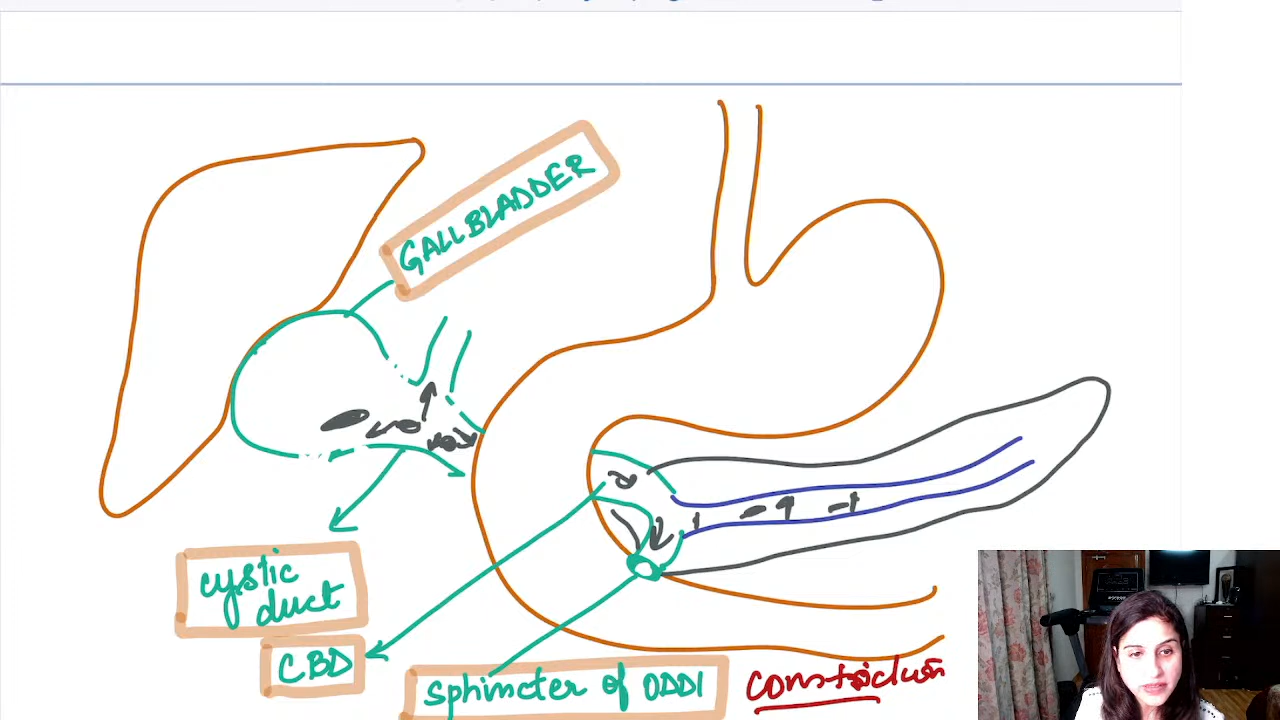 GALLBLADDER
cystic
duct
CBD
sphincter of ODDI
constriction